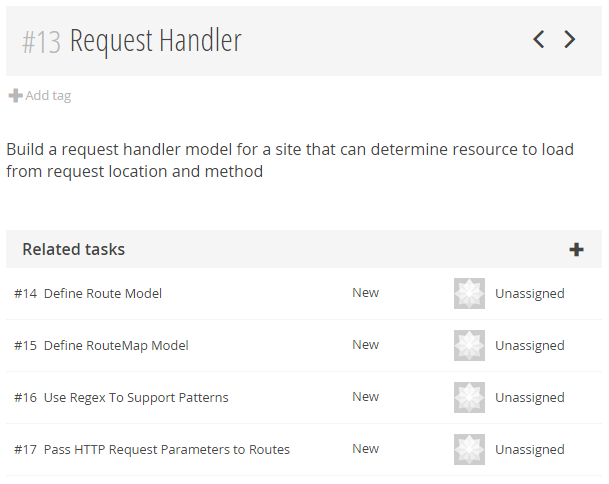 #13 Request Handler
Add tag
Build a request handler model for a site that can determine resource to load
from request location and method
Related tasks
#14 Define Route Model New Unassigned
#15 Define RouteMap Model New Unassigned
#16 Use Regex To Support Patterns New Unassigned
#17 Pass HTTP Request Parameters to Routes New Unassigned